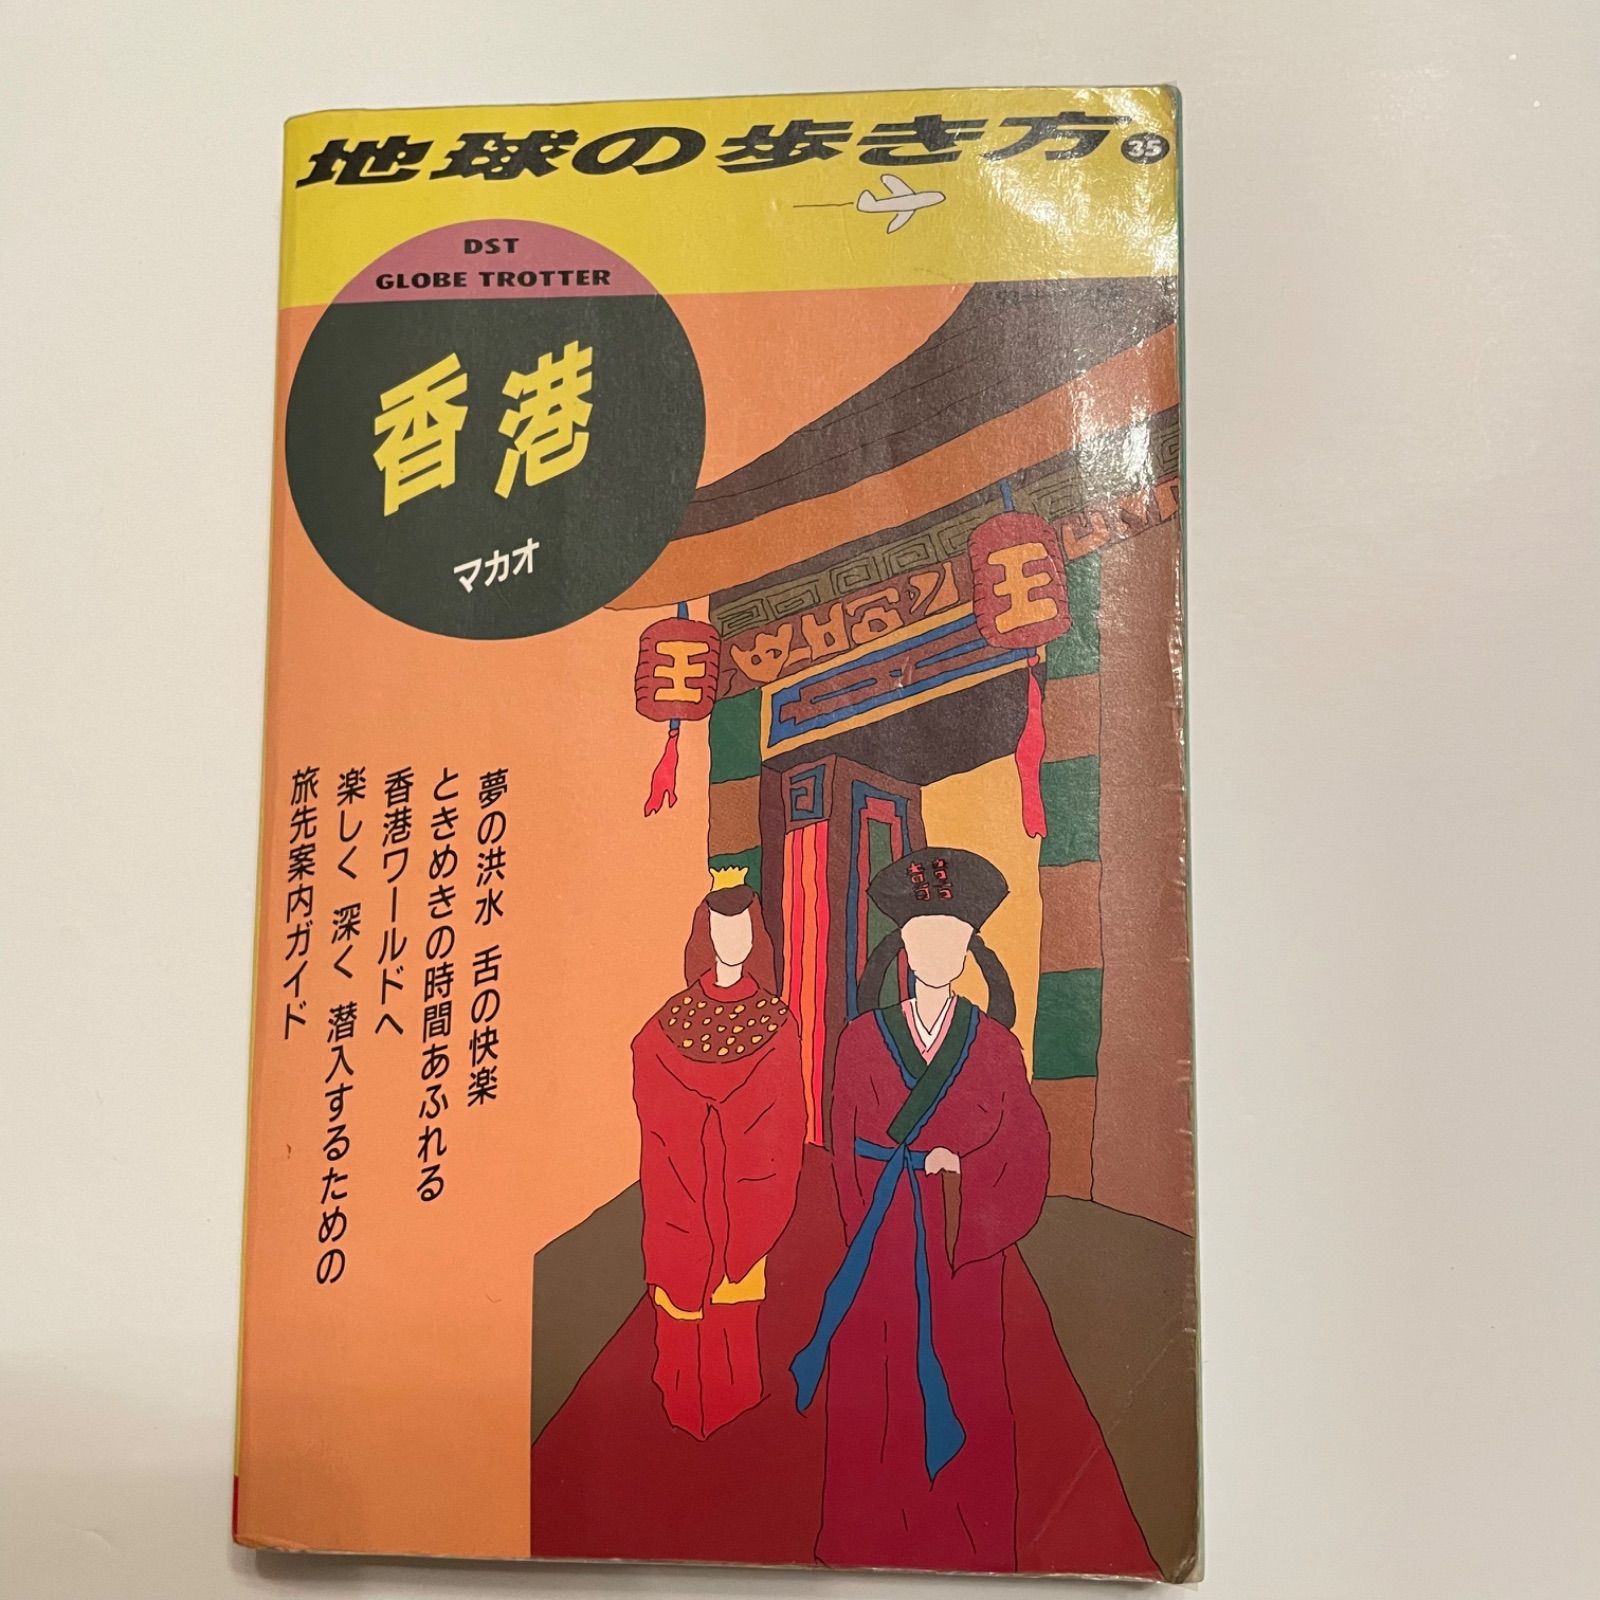 地球の歩き方 35
DST
GLOBE TROTTER
香港
マカオ
王
王
夢の洪水 舌の快楽
ときめきの時間あふれる
香港ワールドへ
楽しく 深く 潜入するための
旅先案内ガイド